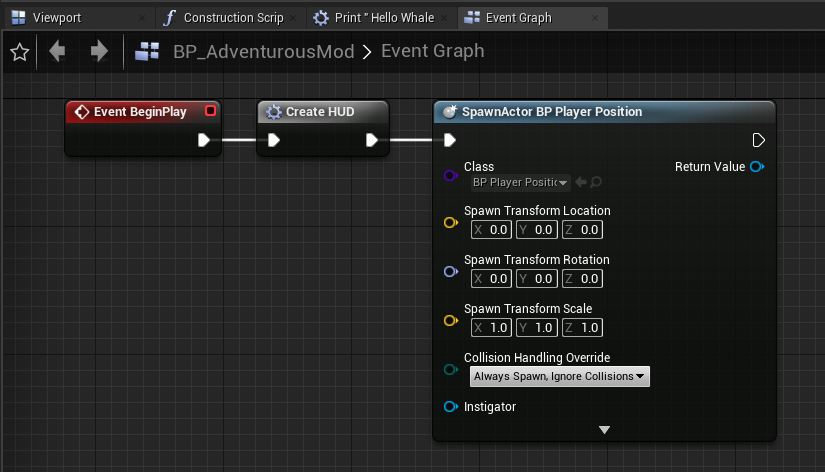 Viewport
Construction Scrip
Print " Hello Whale
Event Graph
BP_AdventurousMod > Event Graph
Event BeginPlay
Create HUD
SpawnActor BP Player Position
Class
Return Value
BP Player Positic
Spawn Transform Location
X 0.0 Y 0.0 Z 0.0
Spawn Transform Rotation
X 0.0 Y 0.0 Z 0.0
Spawn Transform Scale
X 1.0 Y 1.0 Z 1.0
Collision Handling Override
Always Spawn, Ignore Collisions
Instigator